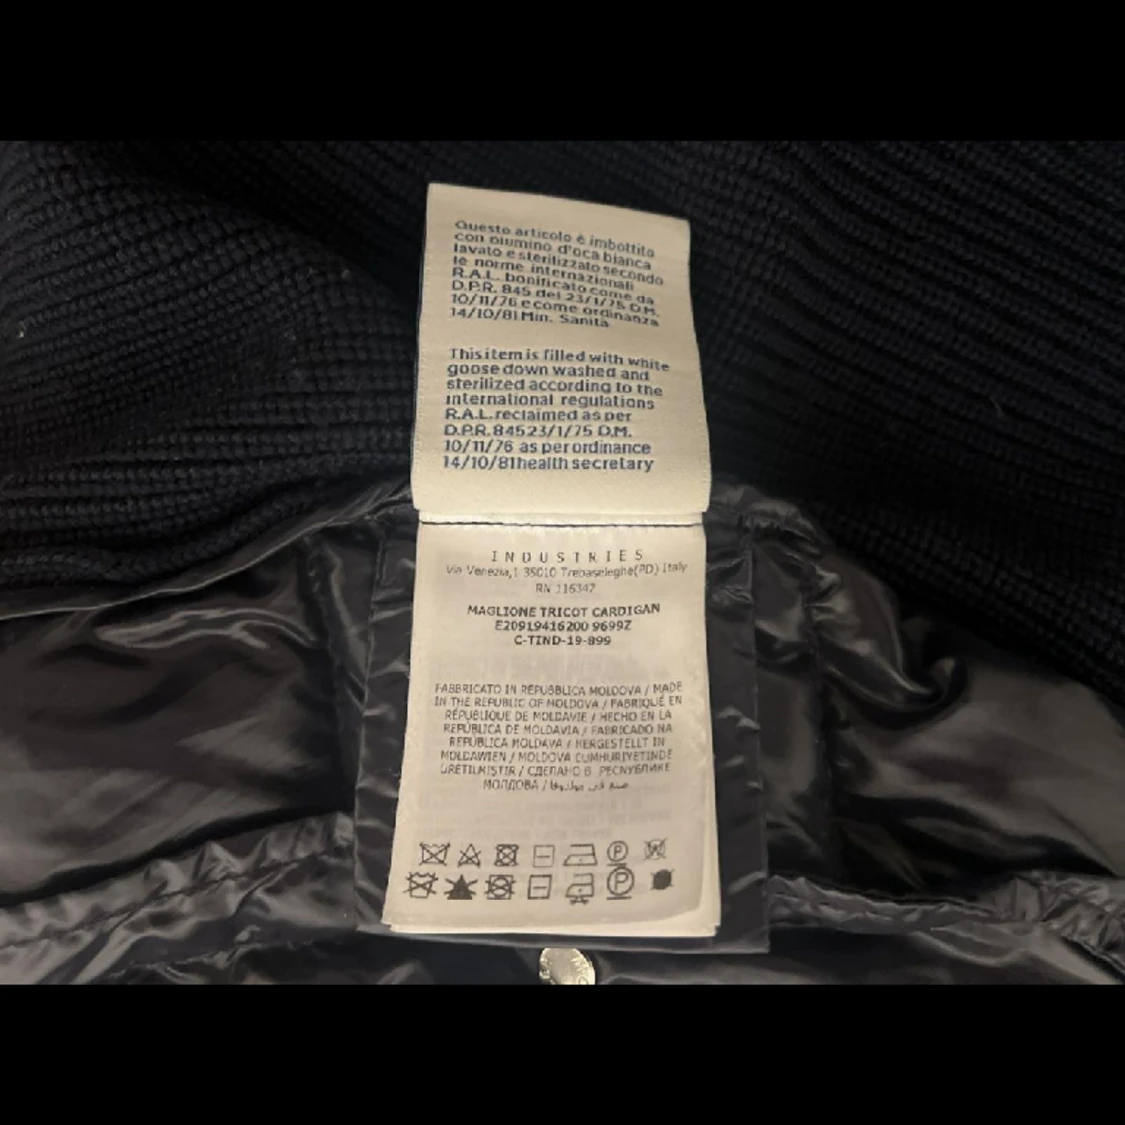 Questo articolo è imbottito
con piumino d'oca bianca
lavato e sterilizzato secondo
le norme internazionali
R.A.L. bonificato come da
D.P.R. 845 del 23/1/75 D.M.
10/11/76 e come ordinanza
14/10/81 Min. Sanità
This item is filled with white
goose down washed and
sterilized according to the
international regulations
R.A.L. reclaimed as per
D.P.R. 845 23/1/75 D.M.
10/11/76 as per ordinance
14/10/81 health secretary
INDUSTRIES
Via Venezia,1 35010 Trebaseleghe(PD) Italy
RN 116347
MAGLIONE TRICOT CARDIGAN
E20919416200 9699Z
C-TIND-19-899
FABBRICATO IN REPUBBLICA MOLDOVA / MADE
IN THE REPUBLIC OF MOLDOVA / FABRIQUÉ EN
RÉPUBLIQUE DE MOLDAVIE / HECHO EN LA
REPÚBLICA DE MOLDAVIA / FABRICADO NA
REPÚBLICA MOLDAVA / HERGESTELLT IN
MOLDAWIEN / MOLDOVA CUMHURIYETINDE
ÜRETILMIŞTIR / СДЕЛАНО В РЕСПУБЛИКЕ
МОЛДОВА / صنع في مولدوفا
P W
P